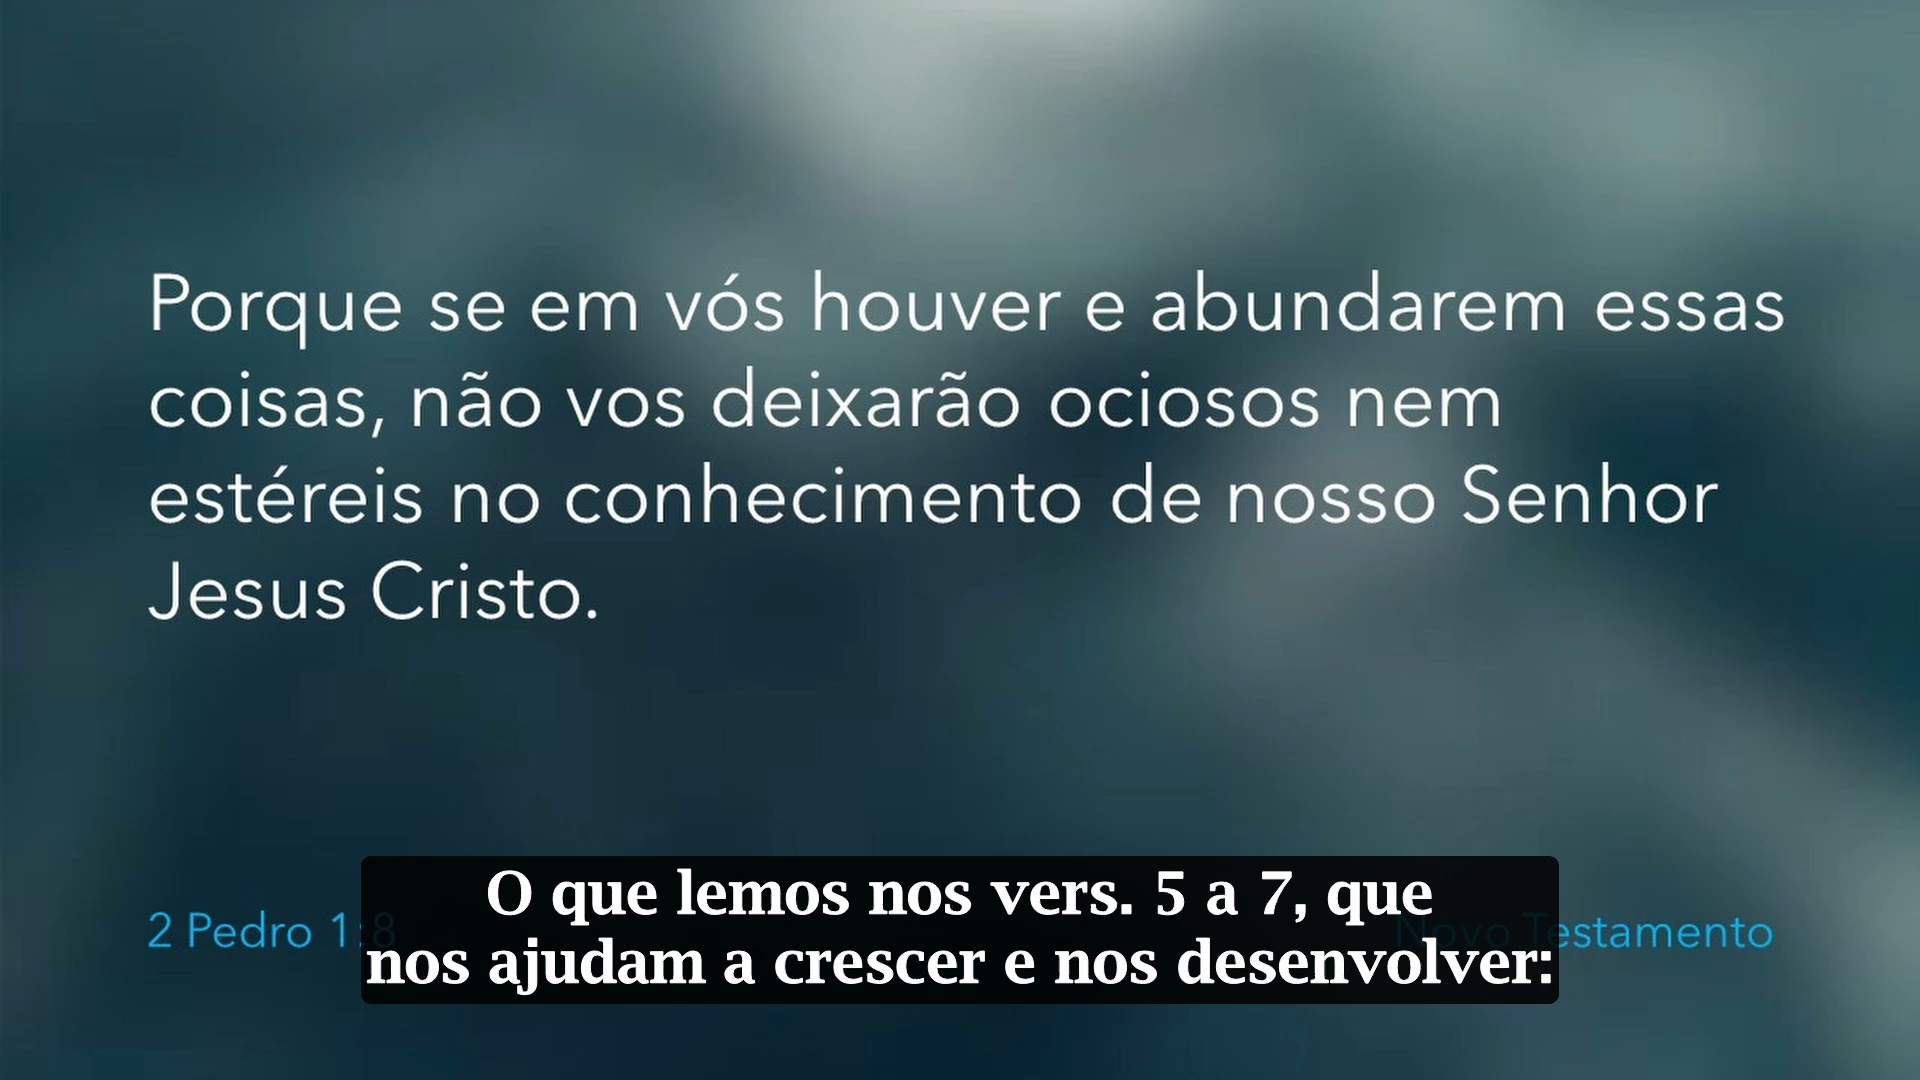 Porque se em vós houver e abundarem essas
coisas, não vos deixarão ociosos nem
estéreis no conhecimento de nosso Senhor
Jesus Cristo.
2 Pedro 1:8
Novo Testamento
O que lemos nos vers. 5 a 7, que
nos ajudam a crescer e nos desenvolver: